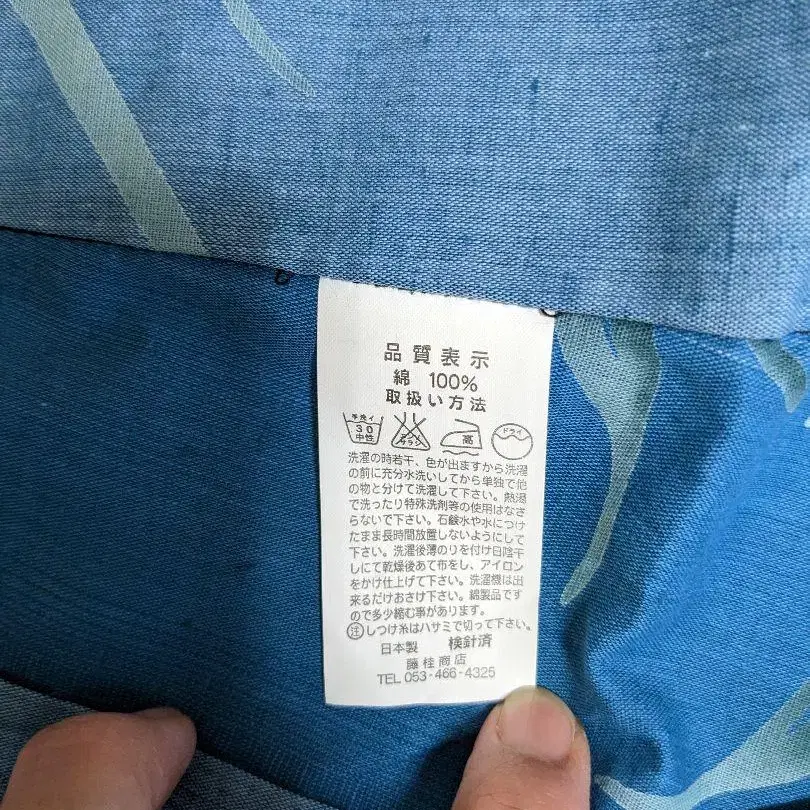 品質表示
綿 100%
取扱い方法
手洗イ
30
中性
エンソ
サラシ
高
ドライ
洗濯の時若干、色が出ますから洗濯
の前に充分水洗いしてから単独で他
の物と分けて洗濯して下さい。熱湯
で洗ったり特殊洗剤等の使用はなさ
らないで下さい。石鹸水や水につけ
たまま長時間放置しないようにして
下さい。洗濯後薄のりを付け日陰干
しにて乾燥後あて布をし、アイロン
をかけ仕上げて下さい。洗濯機は出
来るだけおさけ下さい。綿製品です
ので多少縮む事があります。
注 しつけ糸はハサミで切って下さい。
日本製 検針済
藤桂商店
TEL 053-466-4325